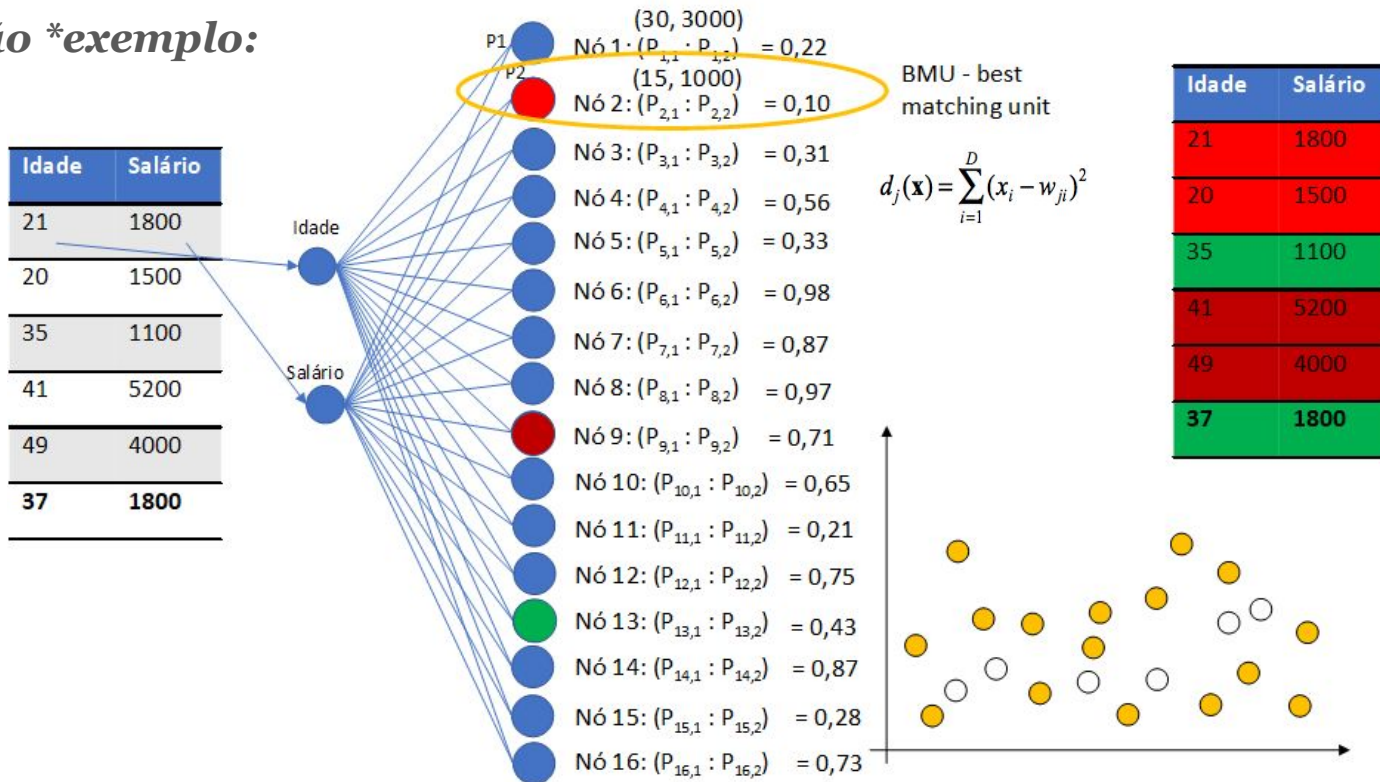 ão *exemplo:
Idade Salário
21 1800
20 1500
35 1100
41 5200
49 4000
37 1800
Idade
Salário
P1
P2
(30, 3000)
Nó 1: (P1,1 : P1,2) = 0,22
(15, 1000)
Nó 2: (P2,1 : P2,2) = 0,10
Nó 3: (P3,1 : P3,2) = 0,31
Nó 4: (P4,1 : P4,2) = 0,56
Nó 5: (P5,1 : P5,2) = 0,33
Nó 6: (P6,1 : P6,2) = 0,98
Nó 7: (P7,1 : P7,2) = 0,87
Nó 8: (P8,1 : P8,2) = 0,97
Nó 9: (P9,1 : P9,2) = 0,71
Nó 10: (P10,1 : P10,2) = 0,65
Nó 11: (P11,1 : P11,2) = 0,21
Nó 12: (P12,1 : P12,2) = 0,75
Nó 13: (P13,1 : P13,2) = 0,43
Nó 14: (P14,1 : P14,2) = 0,87
Nó 15: (P15,1 : P15,2) = 0,28
Nó 16: (P16,1 : P16,2) = 0,73
BMU - best
matching unit
dj(x) = ∑i=1D (xi − wji)2
Idade Salário
21 1800
20 1500
35 1100
41 5200
49 4000
37 1800